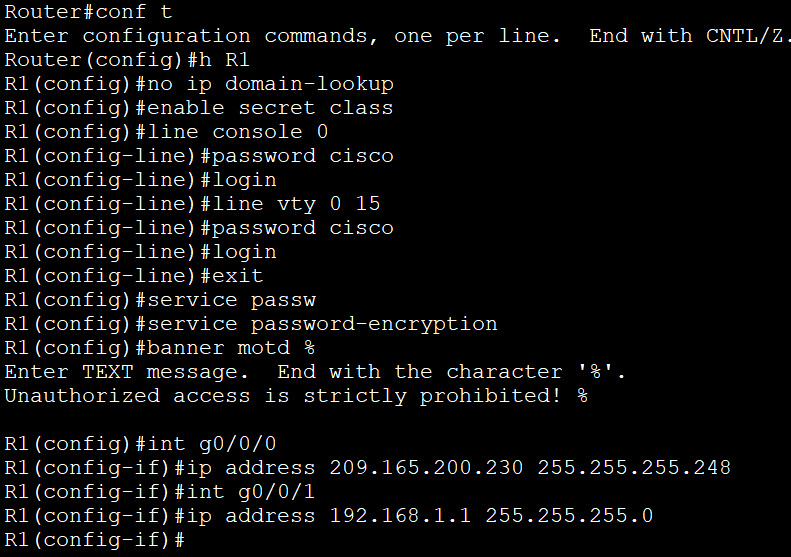 Router#conf t
Enter configuration commands, one per line.  End with CNTL/Z.
Router(config)#h R1
R1(config)#no ip domain-lookup
R1(config)#enable secret class
R1(config)#line console 0
R1(config-line)#password cisco
R1(config-line)#login
R1(config-line)#line vty 0 15
R1(config-line)#password cisco
R1(config-line)#login
R1(config-line)#exit
R1(config)#service passw
R1(config)#service password-encryption
R1(config)#banner motd %
Enter TEXT message.  End with the character '%'.
Unauthorized access is strictly prohibited! %
R1(config)#int g0/0/0
R1(config-if)#ip address 209.165.200.230 255.255.255.248
R1(config-if)#int g0/0/1
R1(config-if)#ip address 192.168.1.1 255.255.255.0
R1(config-if)#